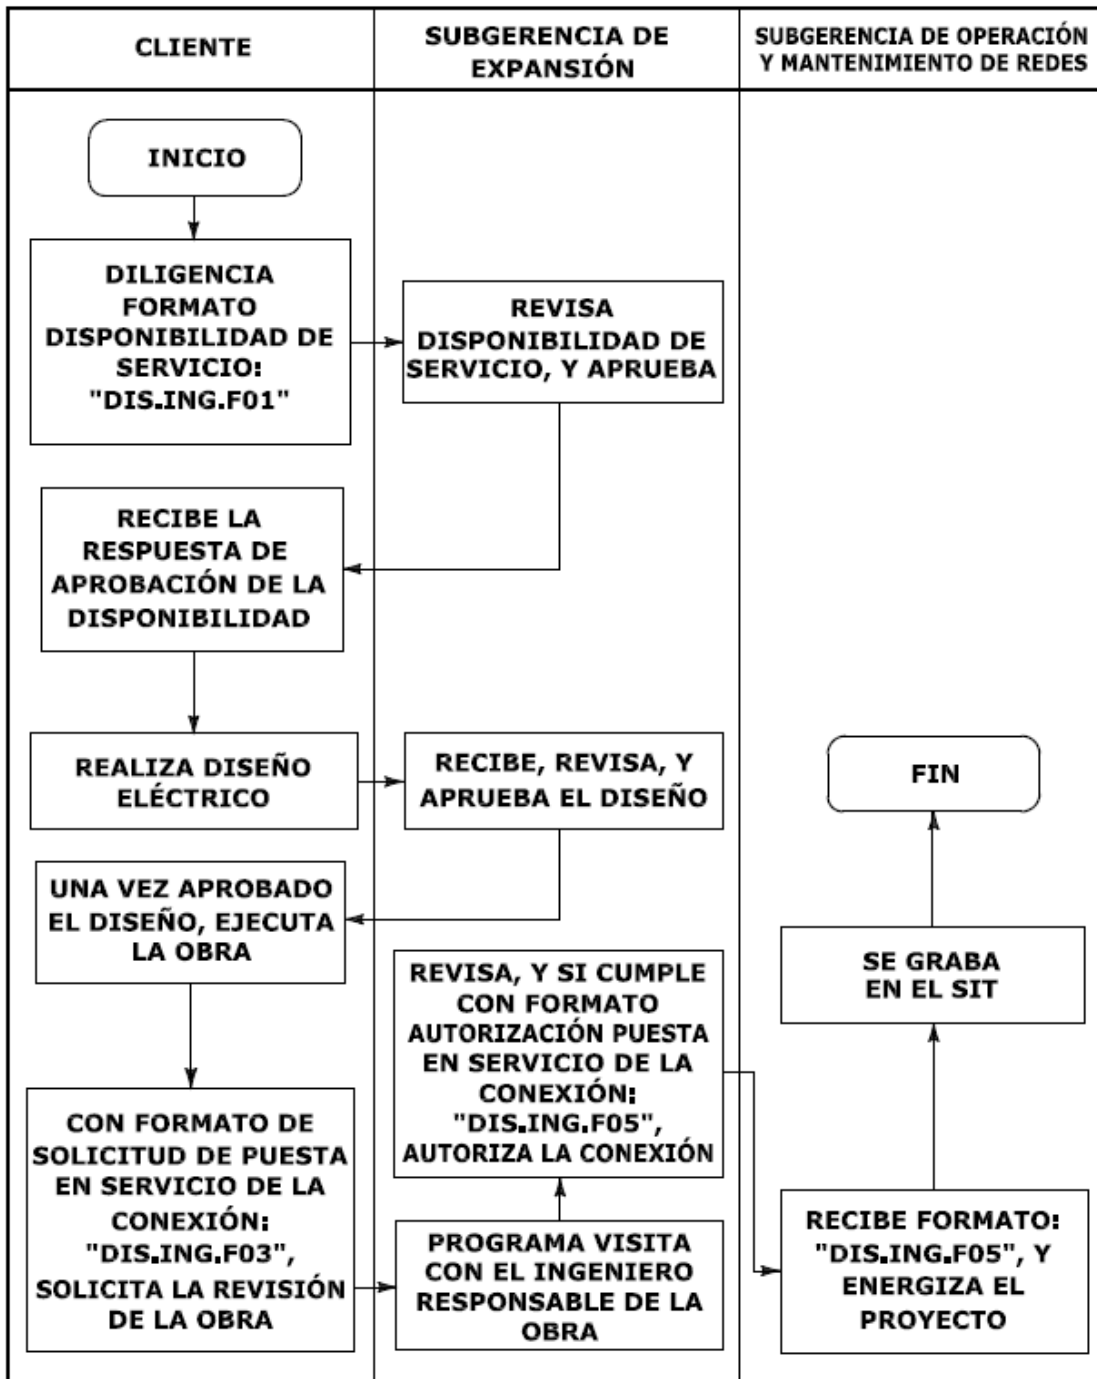 CLIENTE
SUBGERENCIA DE
EXPANSIÓN
SUBGERENCIA DE OPERACIÓN
Y MANTENIMIENTO DE REDES
INICIO
DILIGENCIA
FORMATO
DISPONIBILIDAD DE
SERVICIO:
"DIS.ING.F01"
REVISA
DISPONIBILIDAD DE
SERVICIO, Y APRUEBA
RECIBE LA
RESPUESTA DE
APROBACIÓN DE LA
DISPONIBILIDAD
REALIZA DISEÑO
ELÉCTRICO
RECIBE, REVISA, Y
APRUEBA EL DISEÑO
UNA VEZ APROBADO
EL DISEÑO, EJECUTA
LA OBRA
CON FORMATO DE
SOLICITUD DE PUESTA
EN SERVICIO DE LA
CONEXIÓN:
"DIS.ING.F03",
SOLICITA LA REVISIÓN
DE LA OBRA
PROGRAMA VISITA
CON EL INGENIERO
RESPONSABLE DE LA
OBRA
REVISA, Y SI CUMPLE
CON FORMATO
AUTORIZACIÓN PUESTA
EN SERVICIO DE LA
CONEXIÓN:
"DIS.ING.F05",
AUTORIZA LA CONEXIÓN
RECIBE FORMATO:
"DIS.ING.F05", Y
ENERGIZA EL
PROYECTO
SE GRABA
EN EL SIT
FIN